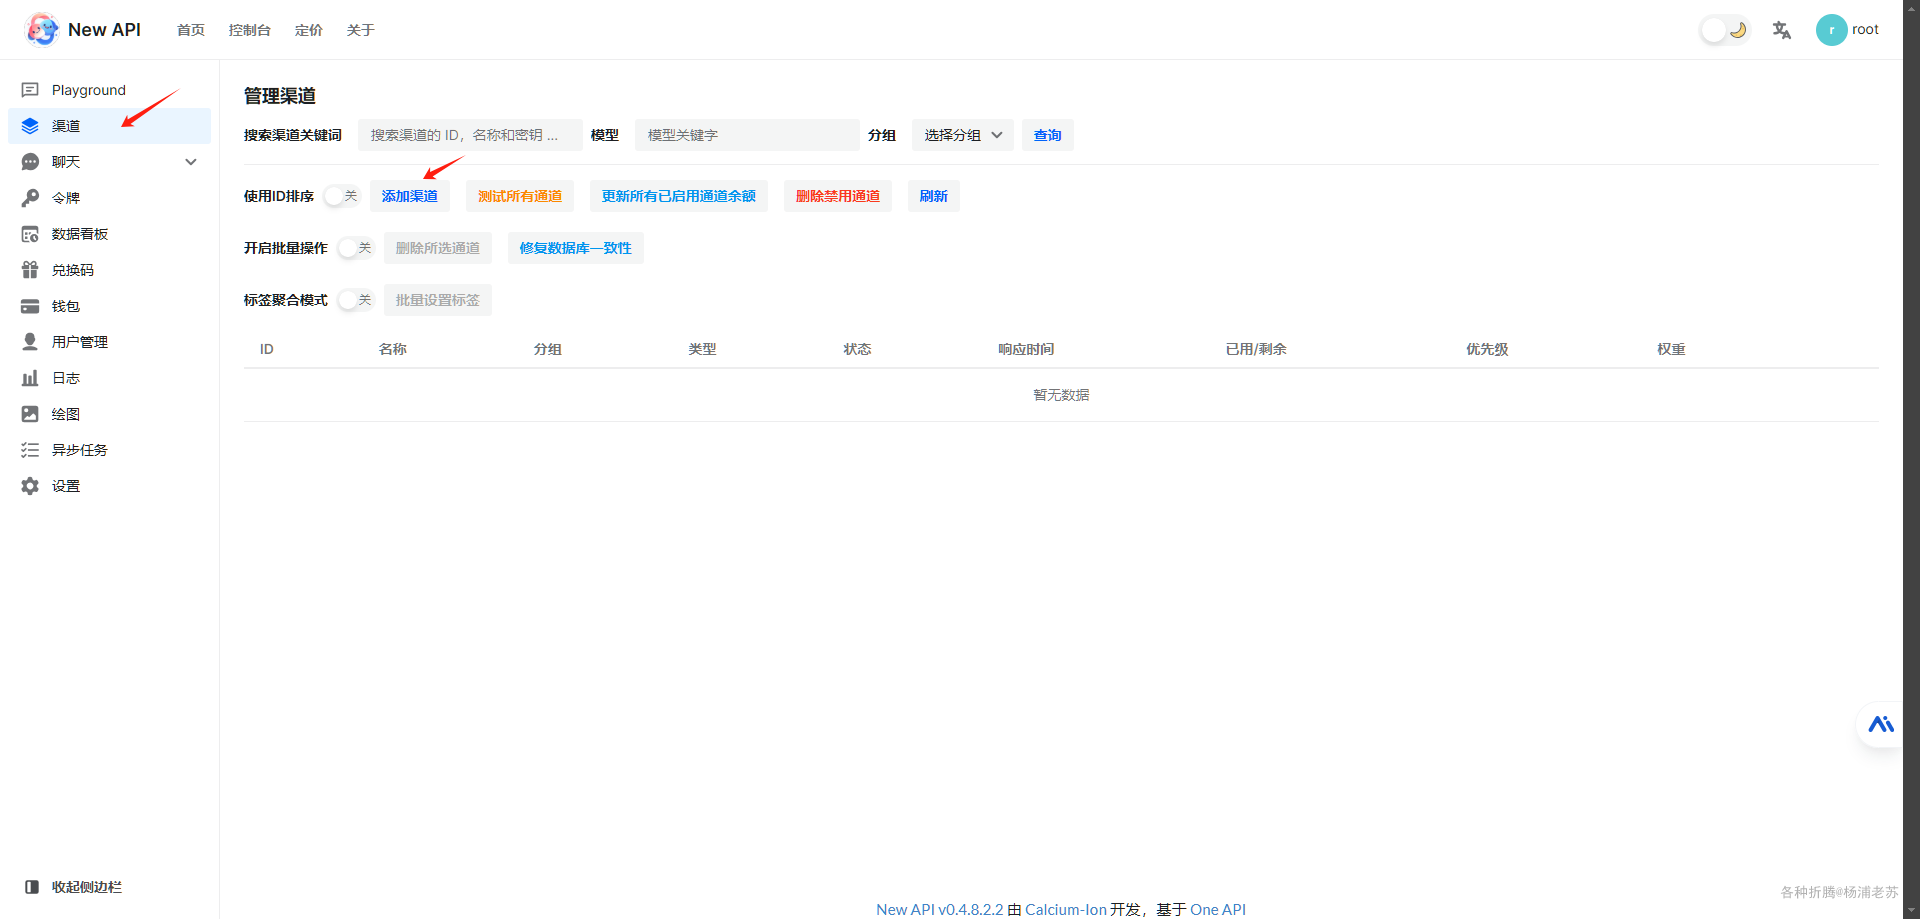 New API 首页 控制台 定价 关于 r root
Playground
渠道
聊天
令牌
数据看板
兑换码
钱包
用户管理
日志
绘图
异步任务
设置
收起侧边栏
管理渠道
搜索渠道关键词 搜索渠道的 ID，名称和密钥 ... 模型 模型关键字 分组 选择分组 查询
使用ID排序 关 添加渠道 测试所有通道 更新所有已启用通道余额 删除禁用通道 刷新
开启批量操作 关 删除所选通道 修复数据库一致性
标签聚合模式 关 批量设置标签
ID 名称 分组 类型 状态 响应时间 已用/剩余 优先级 权重
暂无数据
各种折腾@杨浦老苏
New API v0.4.8.2.2 由 Calcium-Ion 开发，基于 One API